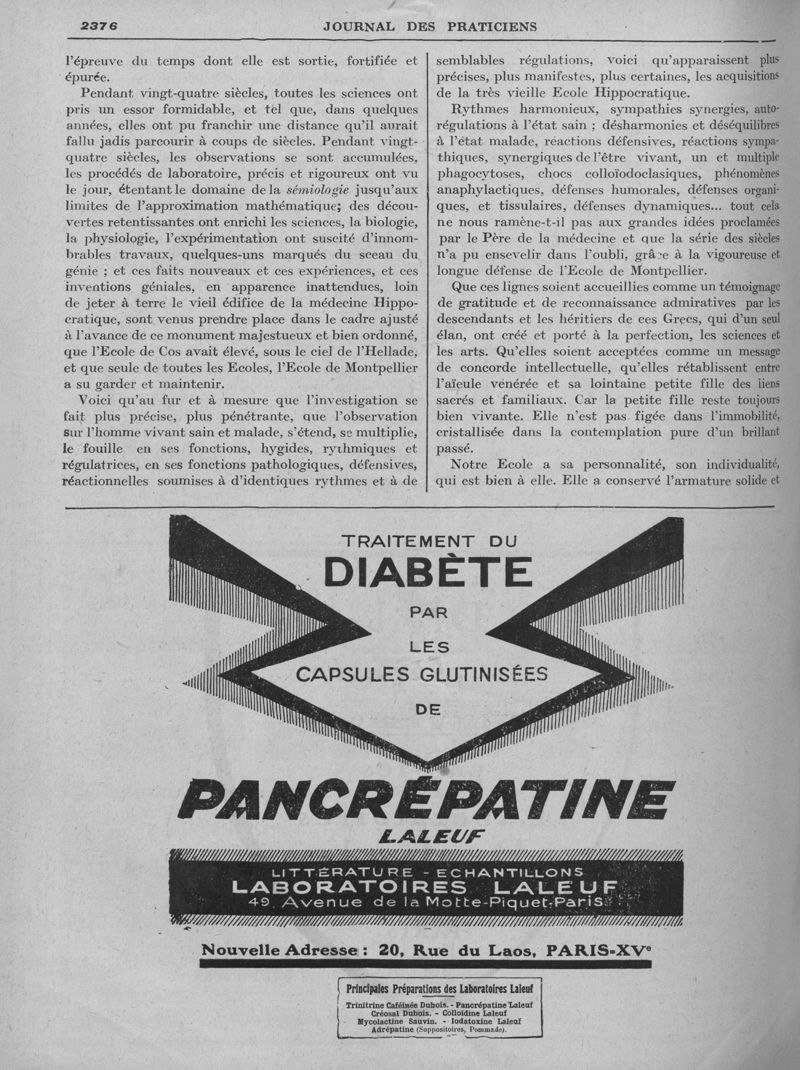 2376
JOURNAL DES PRATICIENS
l'épreuve du temps dont elle est sortie, fortifiée et
épurée.
Pendant vingt-quatre siècles, toutes les sciences ont
pris un essor formidable, et tel que, dans quelques
années, elles ont pu franchir une distance qu'il aurait
fallu jadis parcourir à coups de siècles. Pendant vingt-
quatre siècles, les observations se sont accumulées,
les procédés de laboratoire, précis et rigoureux ont vu
le jour, étentant le domaine de la sémiologie jusqu'aux
limites de l'approximation mathématique; des décou-
vertes retentissantes ont enrichi les sciences, la biologie,
la physiologie, l'expérimentation ont suscité d'innom-
brables travaux, quelques-uns marqués du sceau du
génie ; et ces faits nouveaux et ces expériences, et ces
inventions géniales, en apparence inattendues, loin
de jeter à terre le vieil édifice de la médecine Hippo-
cratique, sont venus prendre place dans le cadre ajusté
à l'avance de ce monument majestueux et bien ordonné,
que l'Ecole de Cos avait élevé, sous le ciel de l'Hellade,
et que seule de toutes les Ecoles, l'Ecole de Montpellier
a su garder et maintenir.
Voici qu'au fur et à mesure que l'investigation se
fait plus précise, plus pénétrante, que l'observation
sur l'homme vivant sain et malade, s'étend, se multiplie,
le fouille en ses fonctions, hygides, rythmiques et
régulatrices, en ses fonctions pathologiques, défensives,
réactionnelles soumises à d'identiques rythmes et à de
semblables régulations, voici qu'apparaissent plus
précises, plus manifestes, plus certaines, les acquisitions
de la très vieille Ecole Hippocratique.
Rythmes harmonieux, sympathies synergies, auto-
régulations à l'état sain ; désharmonies et déséquilibres
à l'état malade, reactions défensives, réactions sympa-
thiques, synergiques de l'être vivant, un et multiple
phagocytoses, chocs colloïodoclasiques, phénomènes
anaphylactiques, défenses humorales, défenses organi-
ques, et tissulaires, défenses dynamiques... tout cela
ne nous ramène-t-il pas aux grandes idées proclamées
par le Père de la médecine et que la série des siècles
n'a pu ensevelir dans l'oubli, grâce à la vigoureuse et
longue défense de l'Ecole de Montpellier.
Que ces lignes soient accueillies comme un témoignage
de gratitude et de reconnaissance admiratives par les
descendants et les héritiers de ces Grecs, qui d'un seul
élan, ont créé et porté à la perfection, les sciences et
les arts. Qu'elles soient acceptées comme un message
de concorde intellectuelle, qu'elles rétablissent entre
l'aïeule vénérée et sa lointaine petite fille des liens
sacrés et familiaux. Car la petite fille reste toujours
bien vivante. Elle n'est pas figée dans l'immobilité,
cristallisée dans la contemplation pure d'un brillant
passé.
Notre Ecole a sa personnalité, son individualité,
qui est bien à elle. Elle a conservé l'armature solide et
TRAITEMENT DU
DIABÈTE
PAR
LES
CAPSULES GLUTINISÉES
DE
PANCRÉPATINE
LALEUF
LITTÉRATURE - ECHANTILLONS
LABORATOIRES LALEUF
49, Avenue de la Motte-Piquet-Paris
Nouvelle Adresse : 20, Rue du Laos, PARIS-XVe
Principales Préparations des Laboratoires Laleuf
Trinitrine Caféinée Dubois. - Pancrépatine Laleuf
Créosal Dubois. - Colloïdine Laleuf
Mycolactine Sauvin. - Iodatoxine Laleuf
Adrépatine (Suppositoires, Pommade).